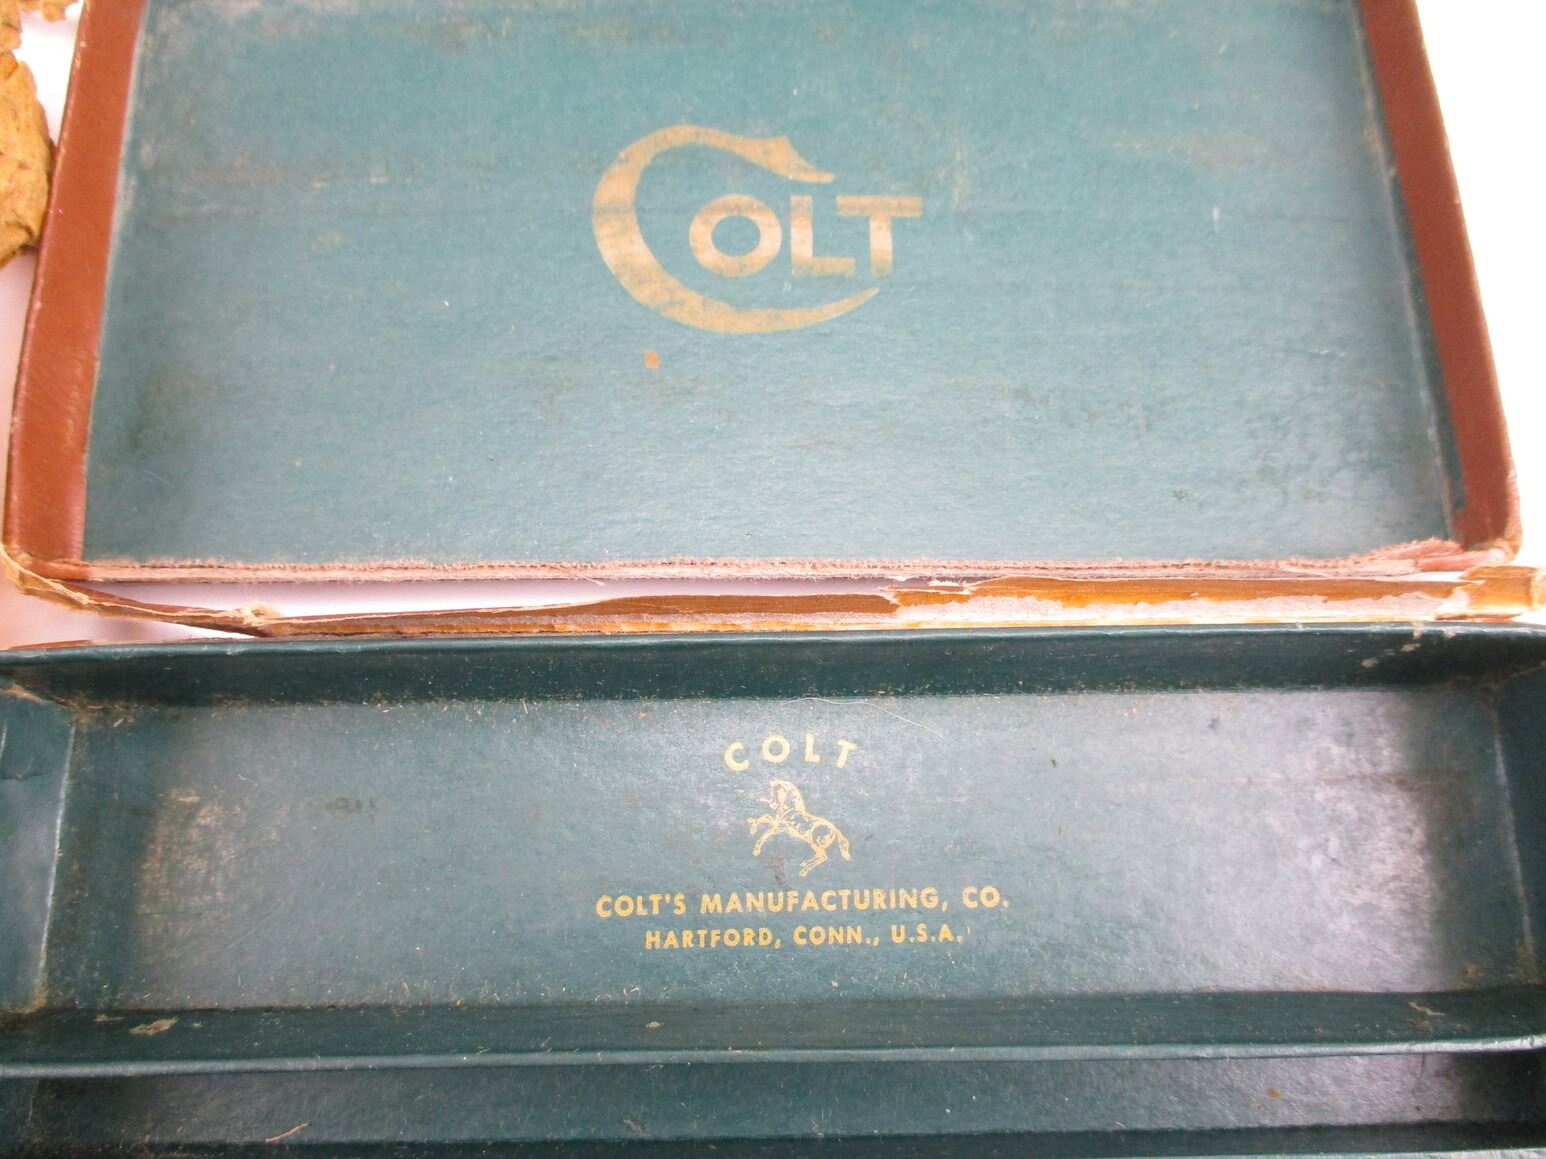 COLT
COLT
COLT'S MANUFACTURING, CO.
HARTFORD, CONN., U.S.A.